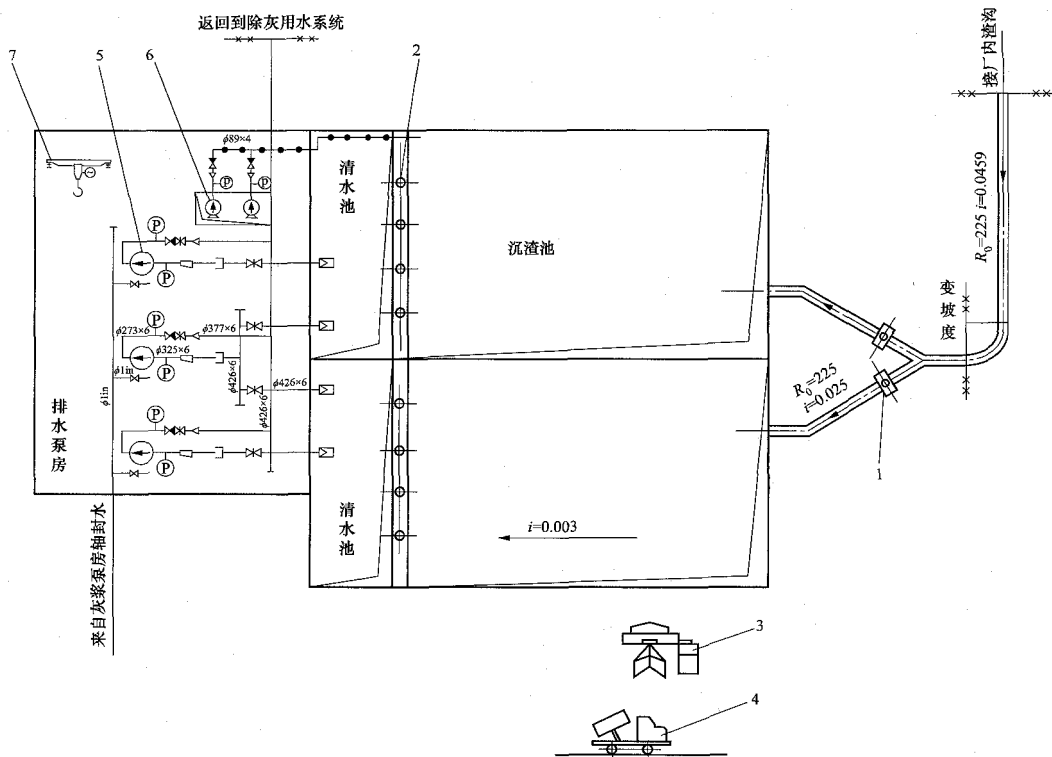 返回到除灰用水系统
7
5
6
2
接厂内渣沟
φ89×4
P
P
清水池
沉渣池
R₀=225 i=0.0459
变坡度
P
P
P
φ273×6
φ377×6
φ325×6
P
φ1in
φ1in
φ426×6
φ426×6
φ426×6
R₀=225
i=0.025
1
排水泵房
P
P
清水池
i=0.003
来自灰浆泵房轴封水
3
4